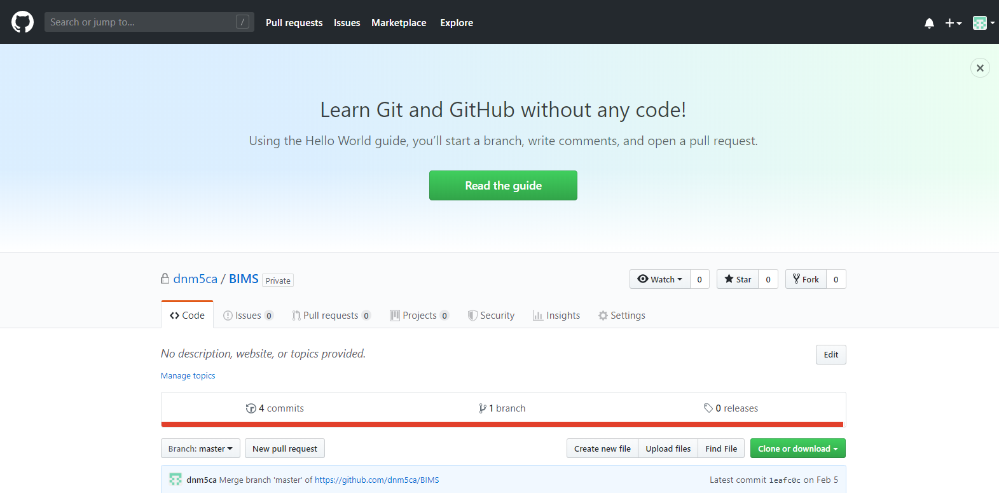 Search or jump to... /
Pull requests Issues Marketplace Explore
Learn Git and GitHub without any code!
Using the Hello World guide, you’ll start a branch, write comments, and open a pull request.
Read the guide
dnm5ca / BIMS Private
Watch 0 Star 0 Fork 0
Code Issues 0 Pull requests 0 Projects 0 Security Insights Settings
No description, website, or topics provided.
Edit
Manage topics
4 commits 1 branch 0 releases
Branch: master New pull request Create new file Upload files Find File Clone or download
dnm5ca Merge branch 'master' of https://github.com/dnm5ca/BIMS Latest commit 1eafc0c on Feb 5